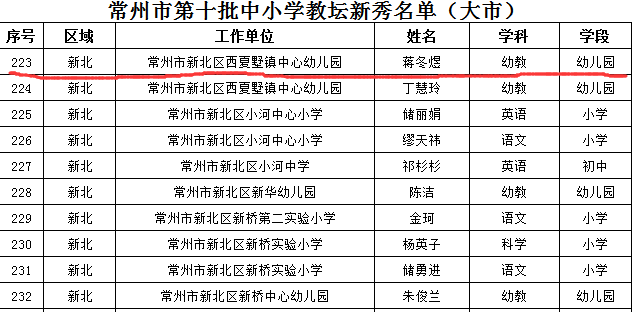 常州市第十批中小学教坛新秀名单（大市）
序号 区域 工作单位 姓名 学科 学段
223 新北 常州市新北区西夏墅镇中心幼儿园 蒋冬煜 幼教 幼儿园
224 新北 常州市新北区西夏墅镇中心幼儿园 丁慧玲 幼教 幼儿园
225 新北 常州市新北区小河中心小学 储丽娟 英语 小学
226 新北 常州市新北区小河中心小学 缪天祎 语文 小学
227 新北 常州市新北区小河中学 祁杉杉 英语 初中
228 新北 常州市新北区新华幼儿园 陈洁 幼教 幼儿园
229 新北 常州市新北区新桥第二实验小学 金珂 语文 小学
230 新北 常州市新北区新桥实验小学 杨英子 科学 小学
231 新北 常州市新北区新桥实验小学 储勇进 语文 小学
232 新北 常州市新北区新桥中心幼儿园 朱俊兰 幼教 幼儿园